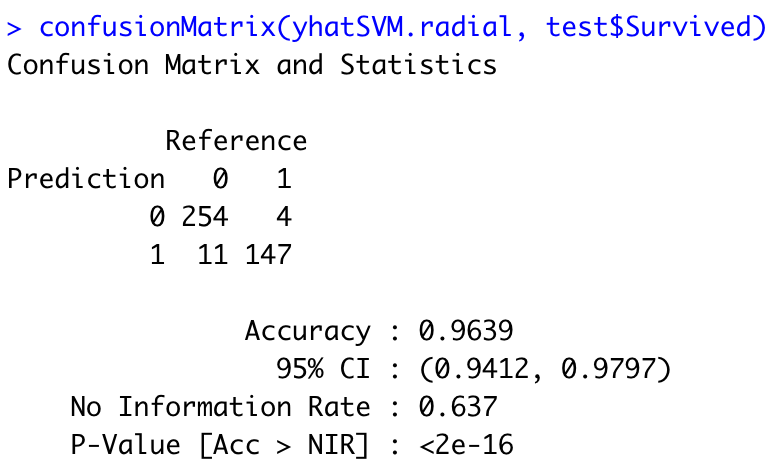 > confusionMatrix(yhatSVM.radial, test$Survived)
Confusion Matrix and Statistics

          Reference
Prediction   0   1
         0 254   4
         1  11 147

               Accuracy : 0.9639
                 95% CI : (0.9412, 0.9797)
    No Information Rate : 0.637
    P-Value [Acc > NIR] : <2e-16